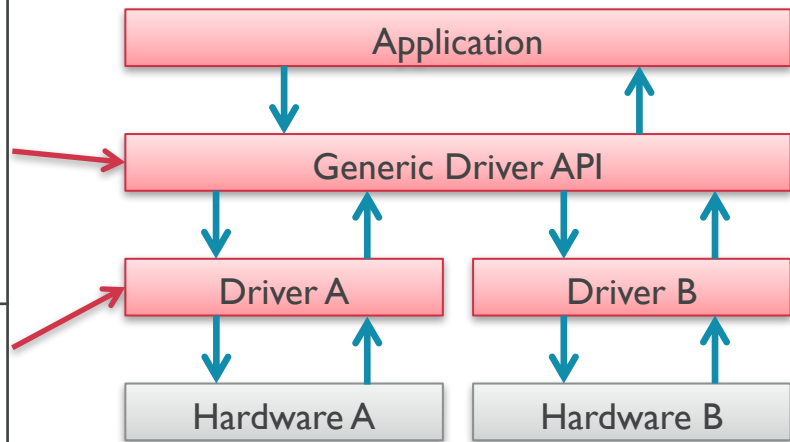 Application
Generic Driver API
Driver A
Driver B
Hardware A
Hardware B